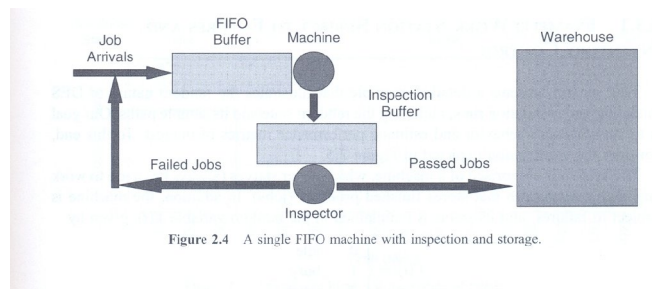 FIFO
Buffer
Machine
Job
Arrivals
Warehouse
Inspection
Buffer
Failed Jobs
Passed Jobs
Inspector
Figure 2.4 A single FIFO machine with inspection and storage.